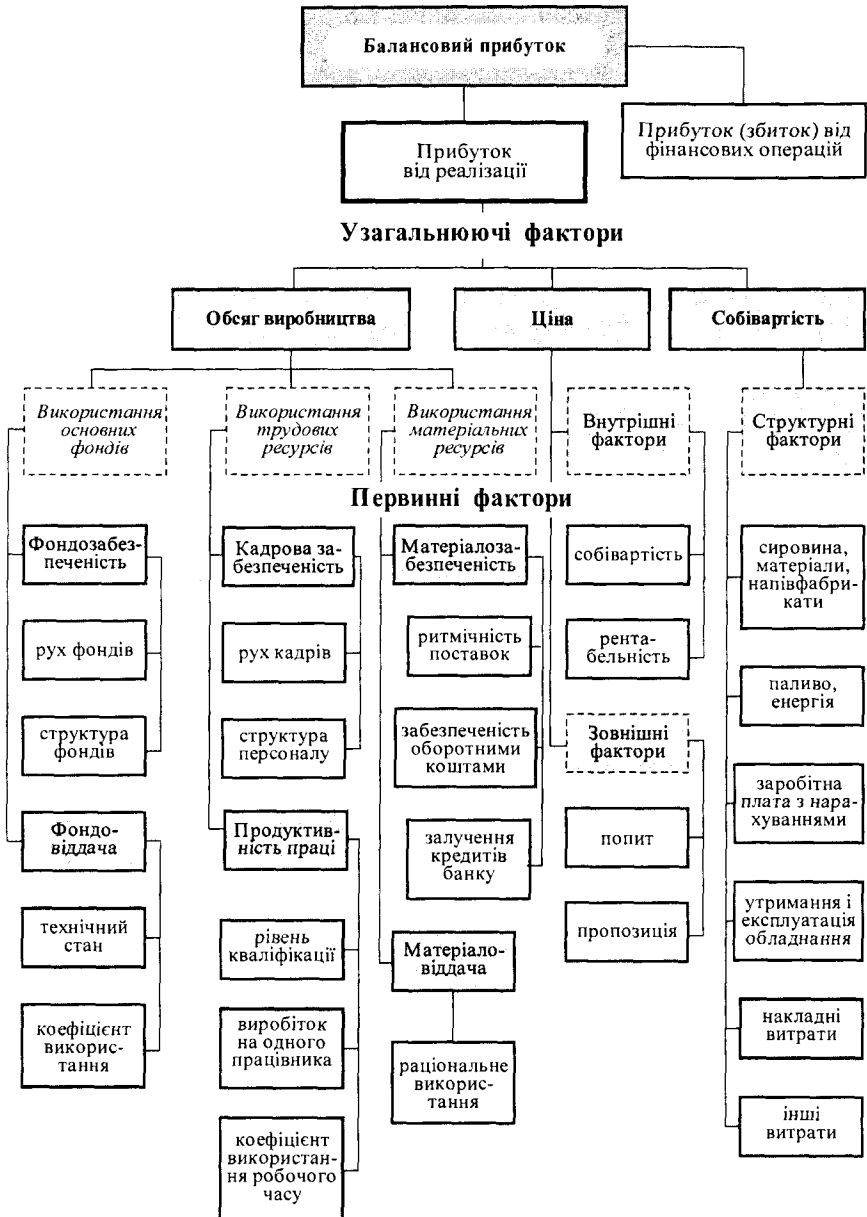 Балансовий прибуток
Прибуток (збиток) від
фінансових операцій
Прибуток
від реалізації
Узагальнюючі фактори
Обсяг виробництва
Ціна
Собівартість
Використання
основних
фондів
Використання
трудових
ресурсів
Використання
матеріальних
ресурсів
Внутрішні
фактори
Структурні
фактори
Первинні фактори
Фондозабез-
печеність
рух фондів
структура
фондів
Фондо-
віддача
технічний
стан
коефіцієнт
викорис-
тання
Кадрова за-
безпеченість
рух кадрів
структура
персоналу
Продуктив-
ність праці
рівень
кваліфікації
виробіток
на одного
працівника
коефіцієнт
використан-
ня робочого
часу
Матеріалоза-
безпеченість
ритмічність
поставок
забезпеченість
оборотними
коштами
залучення
кредитів
банку
Матеріало-
віддача
раціональне
викорис-
тання
собівартість
рента-
бельність
Зовнішні
фактори
попит
пропозиція
сировина,
матеріали,
напівфабри-
кати
паливо,
енергія
заробітна
плата з нара-
хуваннями
утримання і
експлуатація
обладнання
накладні
витрати
інші
витрати